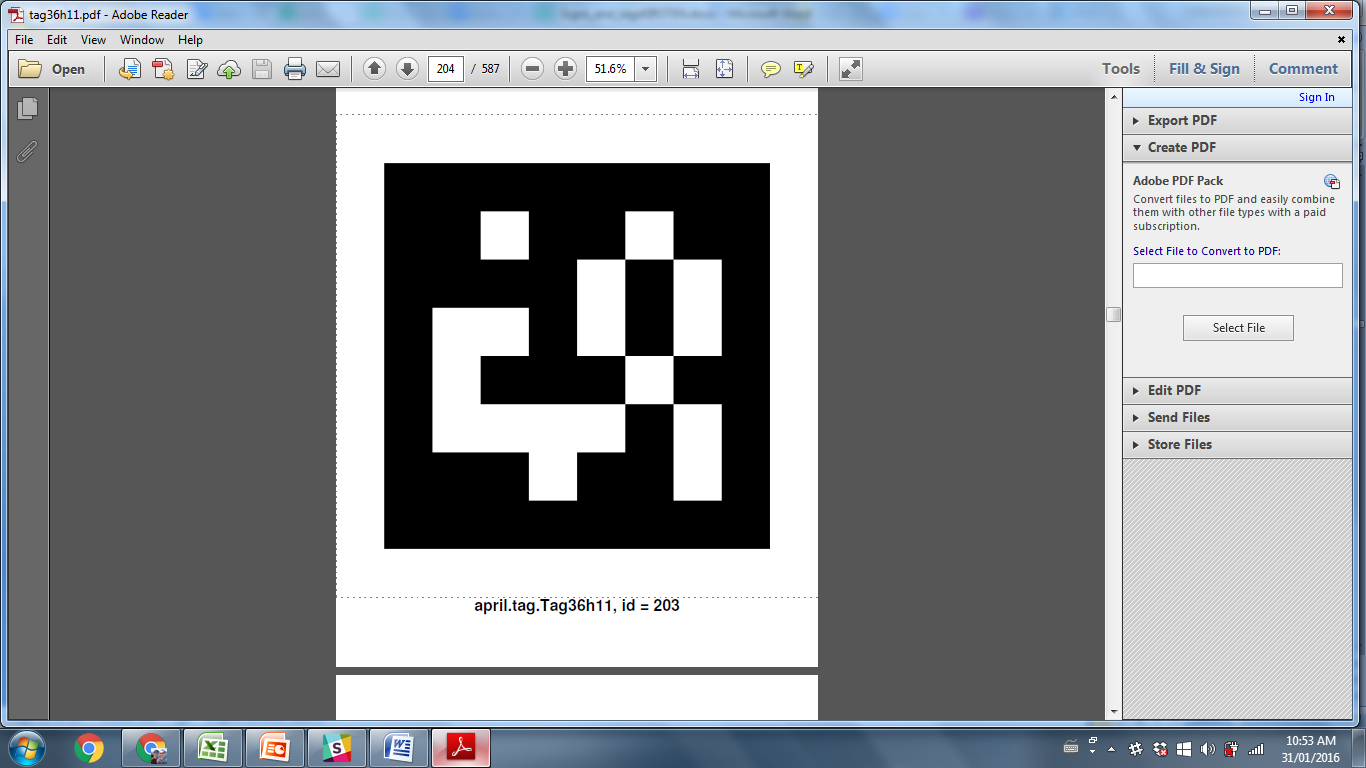 tag36h11.pdf - Adobe Reader
File Edit View Window Help
Open 204 / 587 51.6% Tools Fill & Sign Comment
Sign In
Export PDF
Create PDF
Adobe PDF Pack
Convert files to PDF and easily combine
them with other file types with a paid
subscription.
Select File to Convert to PDF:
Select File
Edit PDF
Send Files
Store Files
april.tag.Tag36h11, id = 203
10:53 AM
31/01/2016